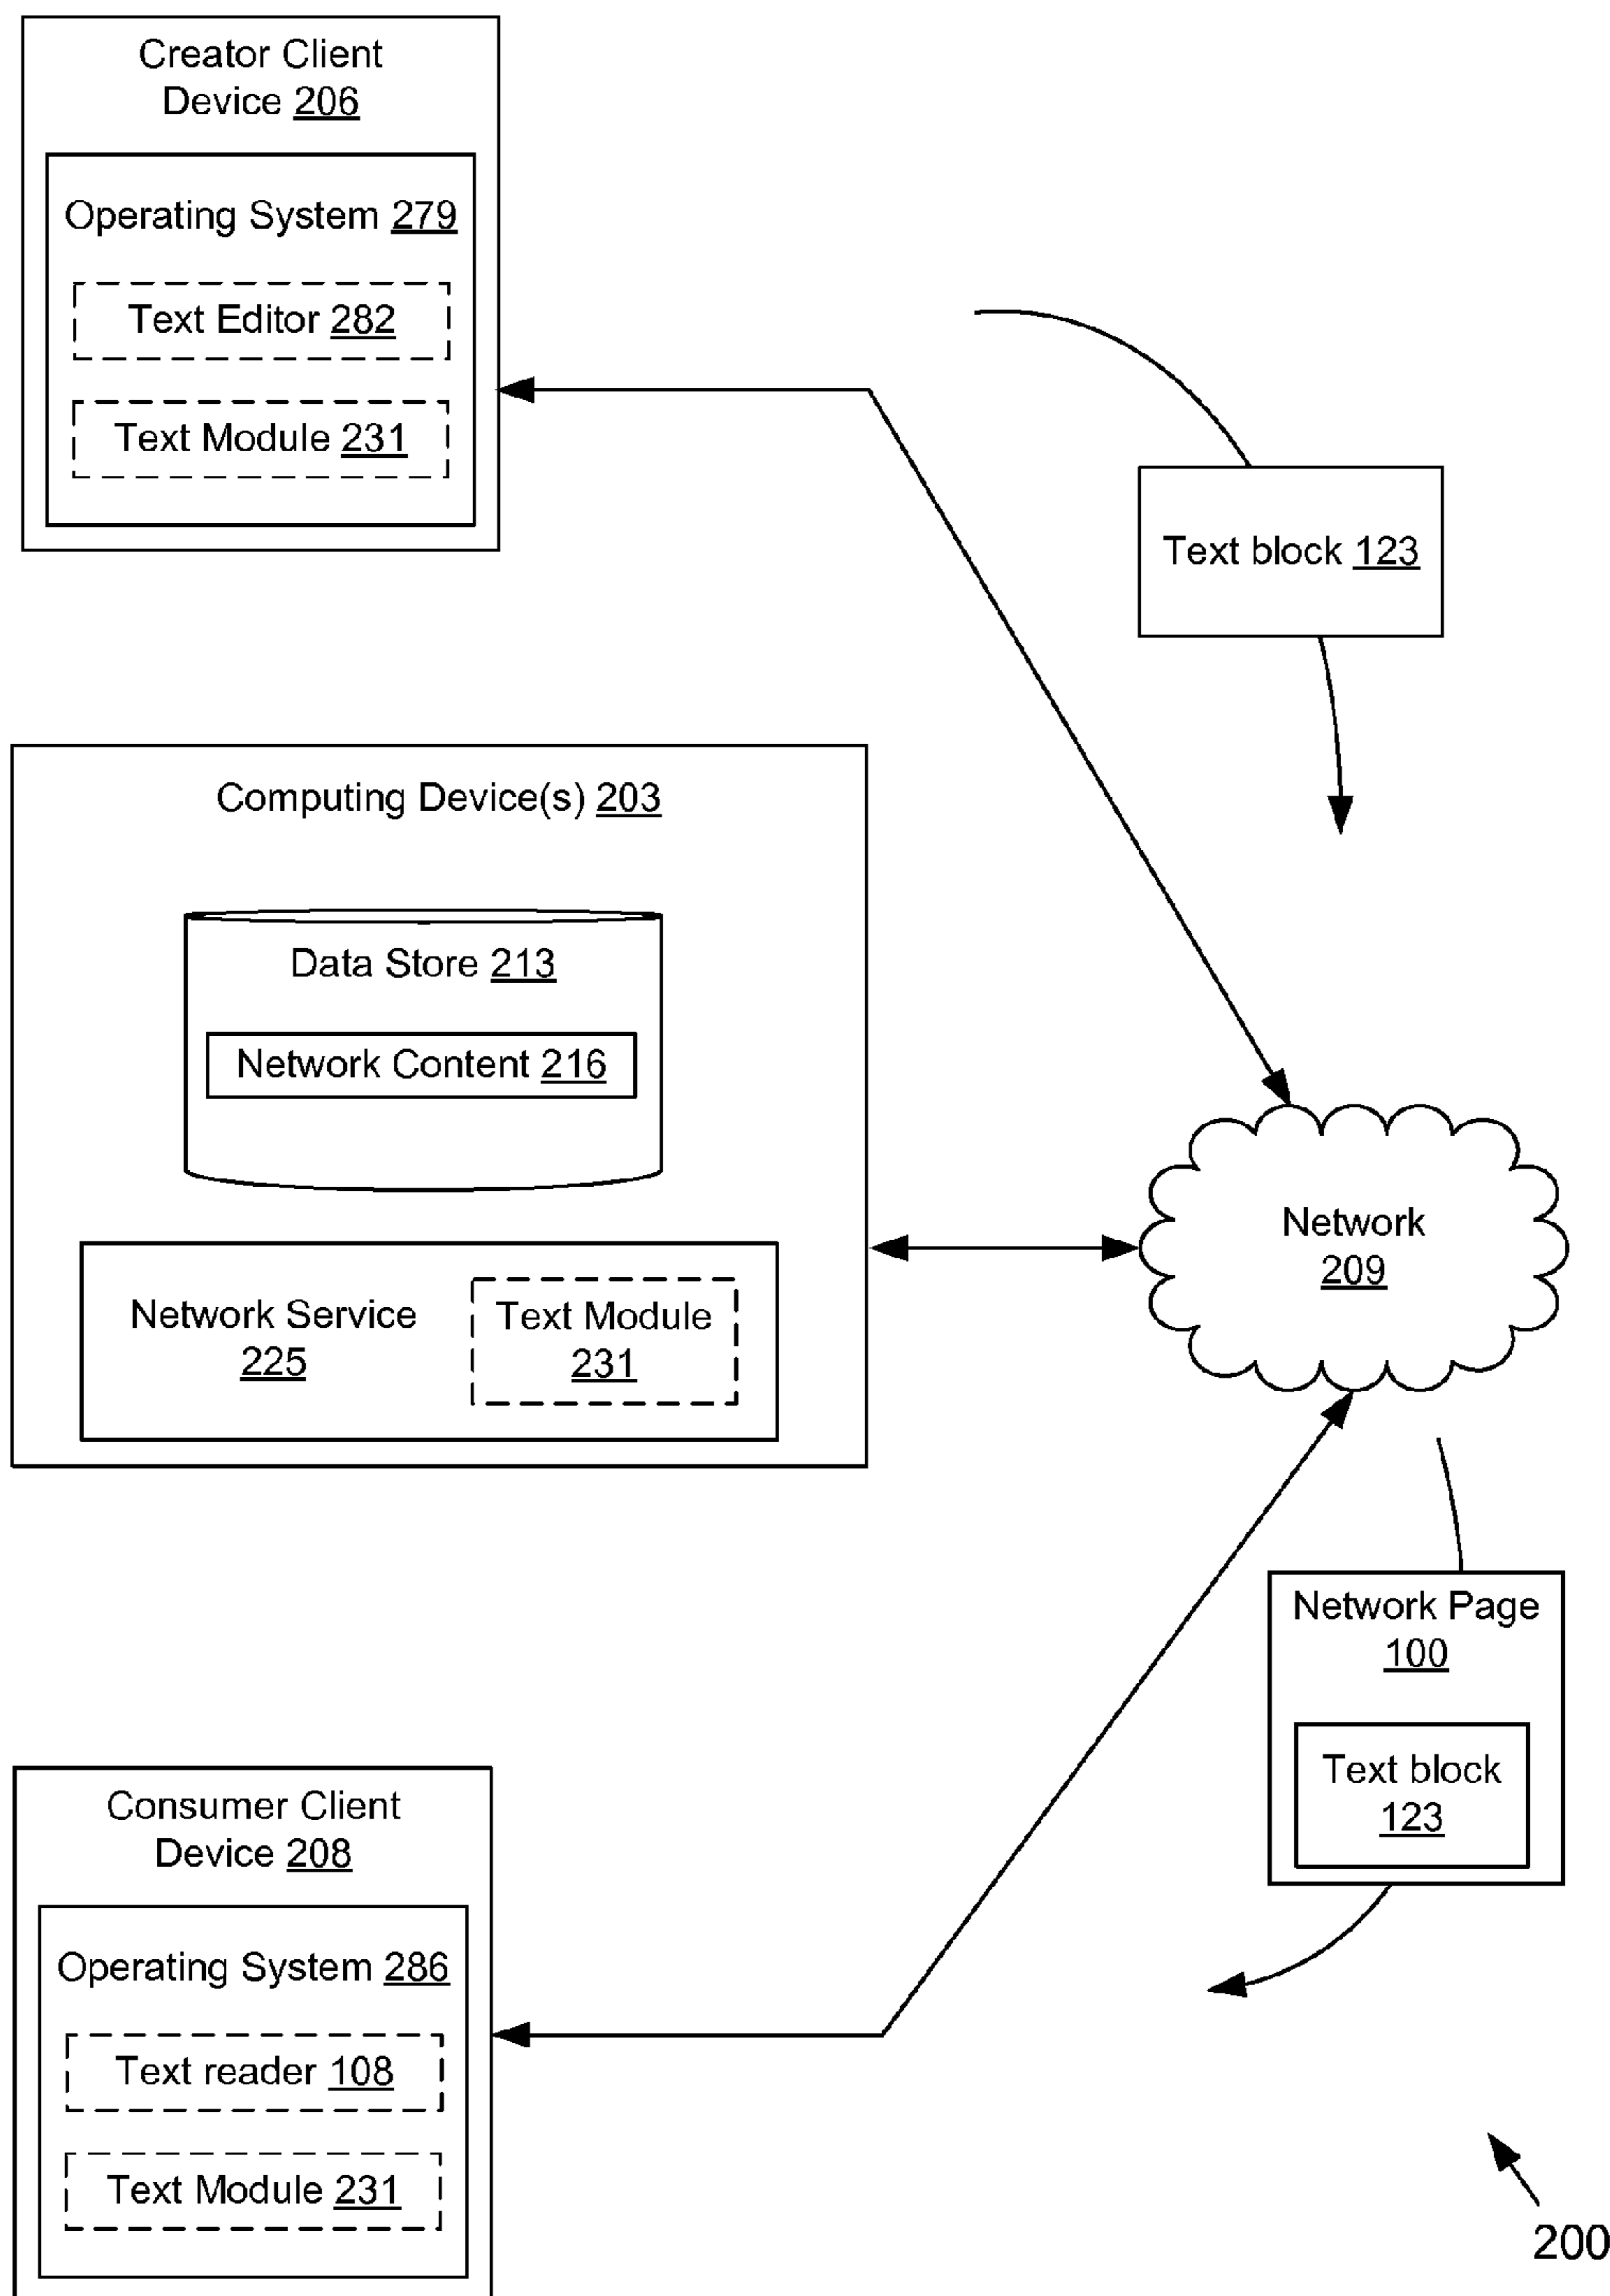 Creator Client
Device 206
Operating System 279
Text Editor 282
Text Module 231
Text block 123
Computing Device(s) 203
Data Store 213
Network Content 216
Network Service
225
Text Module
231
Network
209
Network Page
100
Text block
123
Consumer Client
Device 208
Operating System 286
Text reader 108
Text Module 231
200